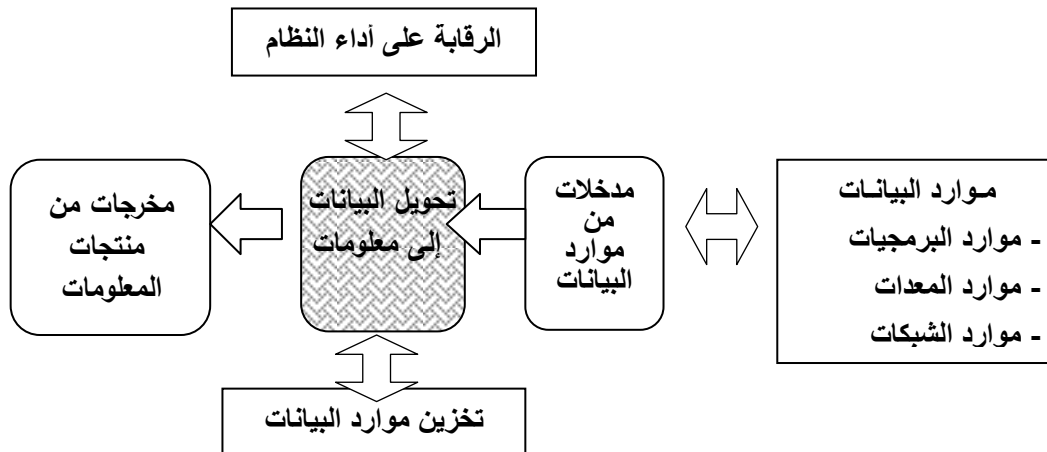 الرقابة على أداء النظام
مـوارد البيانـات
- موارد البرمجيات
- موارد المعدات
- موارد الشبكات
مدخلات
من
موارد
البيانات
تحويل البيانات
إلى معلومات
مخرجات من
منتجات
المعلومات
تخزين موارد البيانات